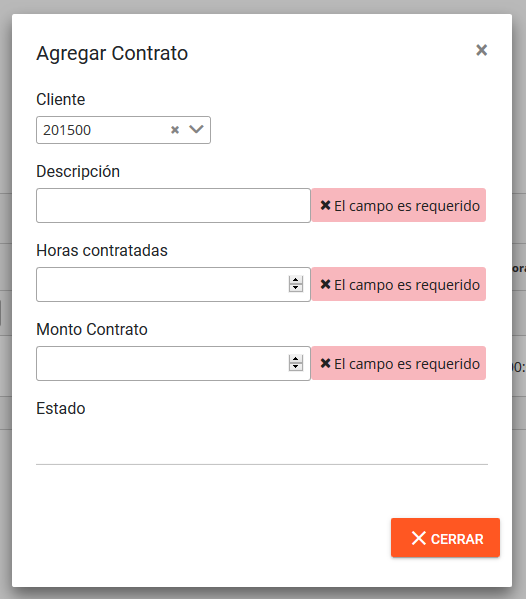 Agregar Contrato
Cliente
201500
Descripción
El campo es requerido
Horas contratadas
El campo es requerido
Monto Contrato
El campo es requerido
Estado
CERRAR